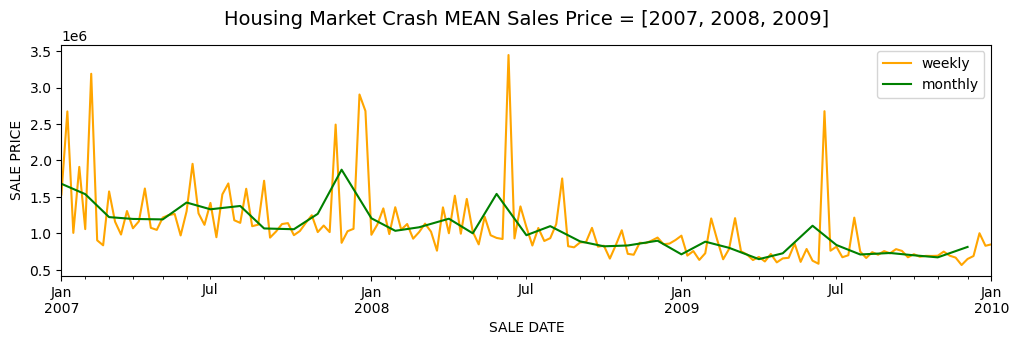 Housing Market Crash MEAN Sales Price = [2007, 2008, 2009]
1e6
3.5
3.0
2.5
2.0
1.5
1.0
0.5
SALE PRICE
weekly
monthly
Jan
2007
Jul
Jan
2008
Jul
Jan
2009
Jul
Jan
2010
SALE DATE